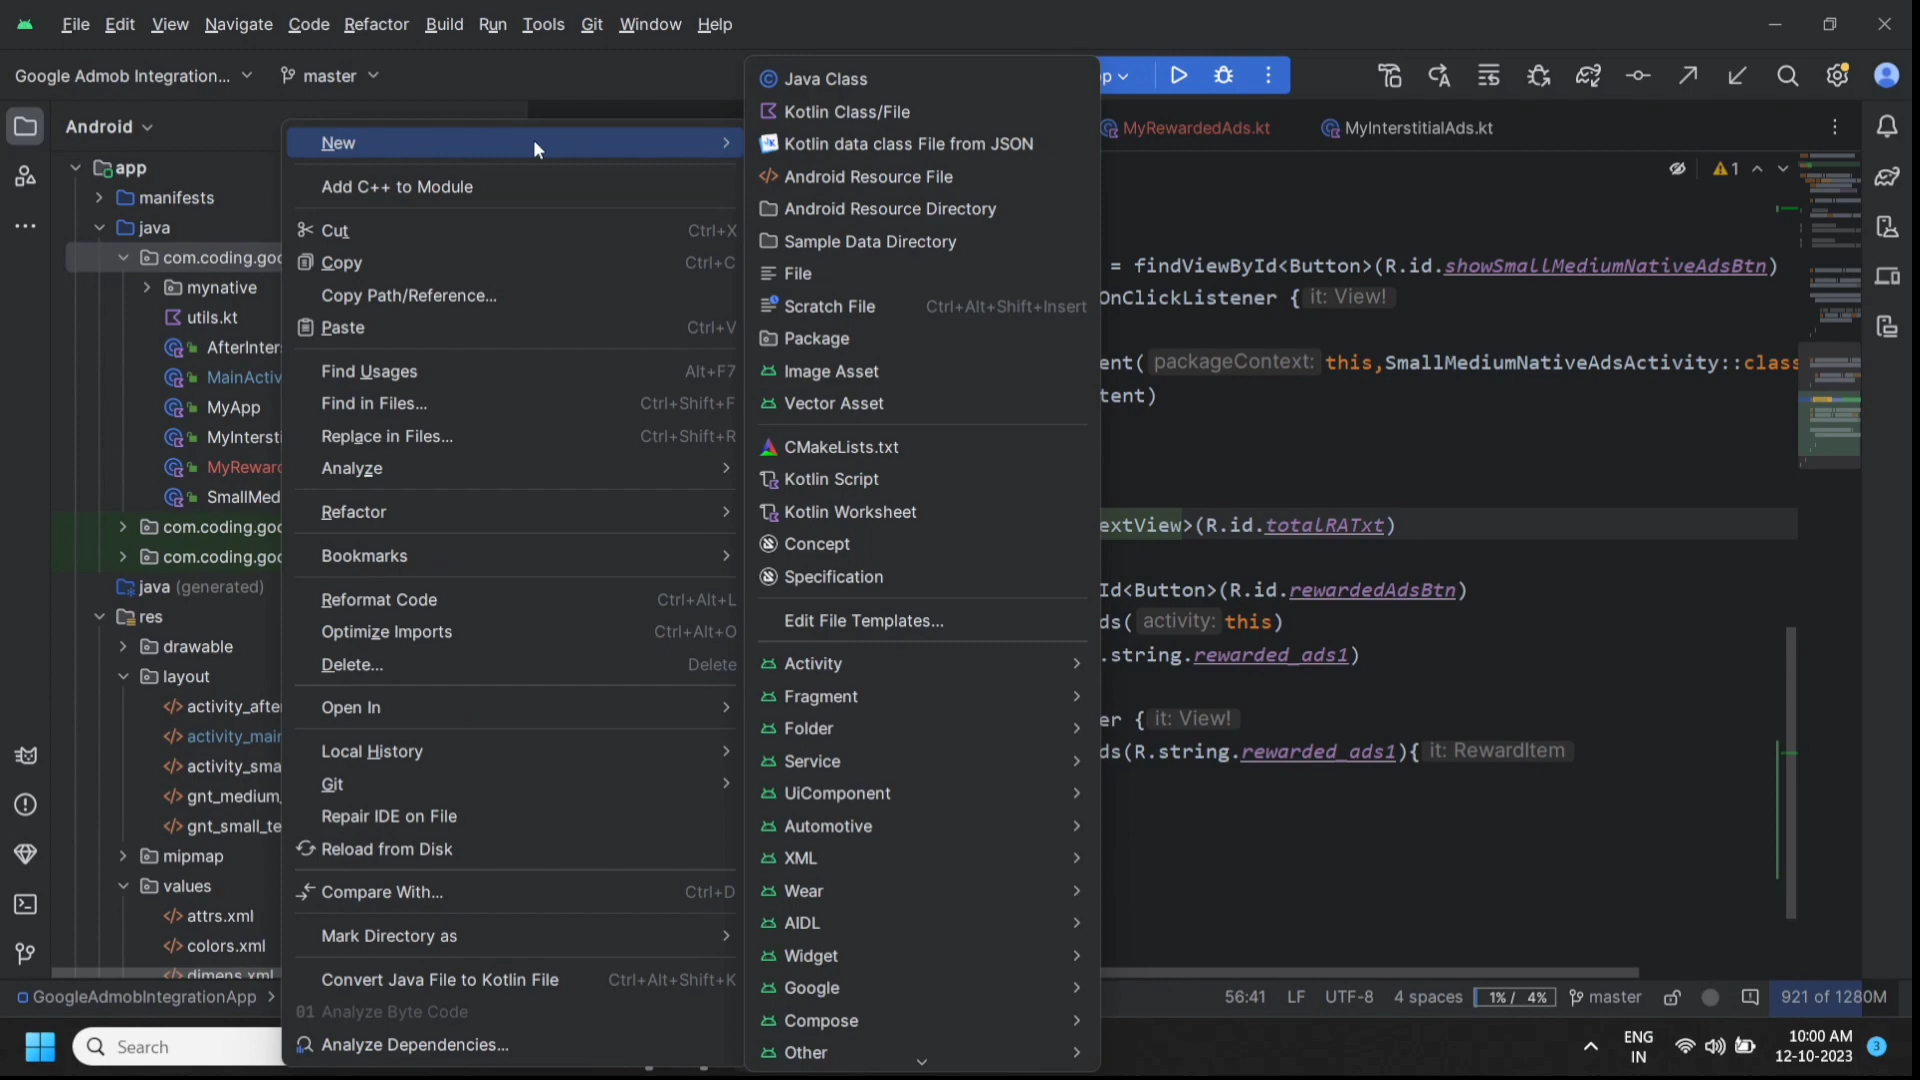 File Edit View Navigate Code Refactor Build Run Tools Git Window Help
Google Admob Integration... master
Android
app
manifests
java
com.coding.goo
mynative
utils.kt
AfterInter
MainActiv
MyApp
MyIntersti
MyRewar
SmallMed
com.coding.goo
com.coding.goo
java (generated)
res
drawable
layout
activity_afte
activity_mai
activity_sma
gnt_medium_
gnt_small_te
mipmap
values
attrs.xml
colors.xml
dimens.xml
New
Add C++ to Module
Cut Ctrl+X
Copy Ctrl+C
Copy Path/Reference...
Paste Ctrl+V
Find Usages Alt+F7
Find in Files... Ctrl+Shift+F
Replace in Files... Ctrl+Shift+R
Analyze
Refactor
Bookmarks
Reformat Code Ctrl+Alt+L
Optimize Imports Ctrl+Alt+O
Delete... Delete
Open In
Local History
Git
Repair IDE on File
Reload from Disk
Compare With... Ctrl+D
Mark Directory as
Convert Java File to Kotlin File Ctrl+Alt+Shift+K
01 Analyze Byte Code
Analyze Dependencies...
Java Class
Kotlin Class/File
Kotlin data class File from JSON
Android Resource File
Android Resource Directory
Sample Data Directory
File
Scratch File Ctrl+Alt+Shift+Insert
Package
Image Asset
Vector Asset
CMakeLists.txt
Kotlin Script
Kotlin Worksheet
Concept
Specification
Edit File Templates...
Activity
Fragment
Folder
Service
UiComponent
Automotive
XML
Wear
AIDL
Widget
Google
Compose
Other
MyRewardedAds.kt MyInterstitialAds.kt
1
= findViewById<Button>(R.id.showSmallMediumNativeAdsBtn)
OnClickListener { it: View!
ent( packageContext: this,SmallMediumNativeAdsActivity::class
tent)
extView>(R.id.totalRATxt)
Id<Button>(R.id.rewardedAdsBtn)
ds( activity: this)
.string.rewarded_ads1)
er { it: View!
ds(R.string.rewarded_ads1){ it: RewardItem
GoogleAdmobIntegrationApp >
56:41 LF UTF-8 4 spaces 1% / 4% master 921 of 1280M
Search
ENG
IN
10:00 AM
12-10-2023
3